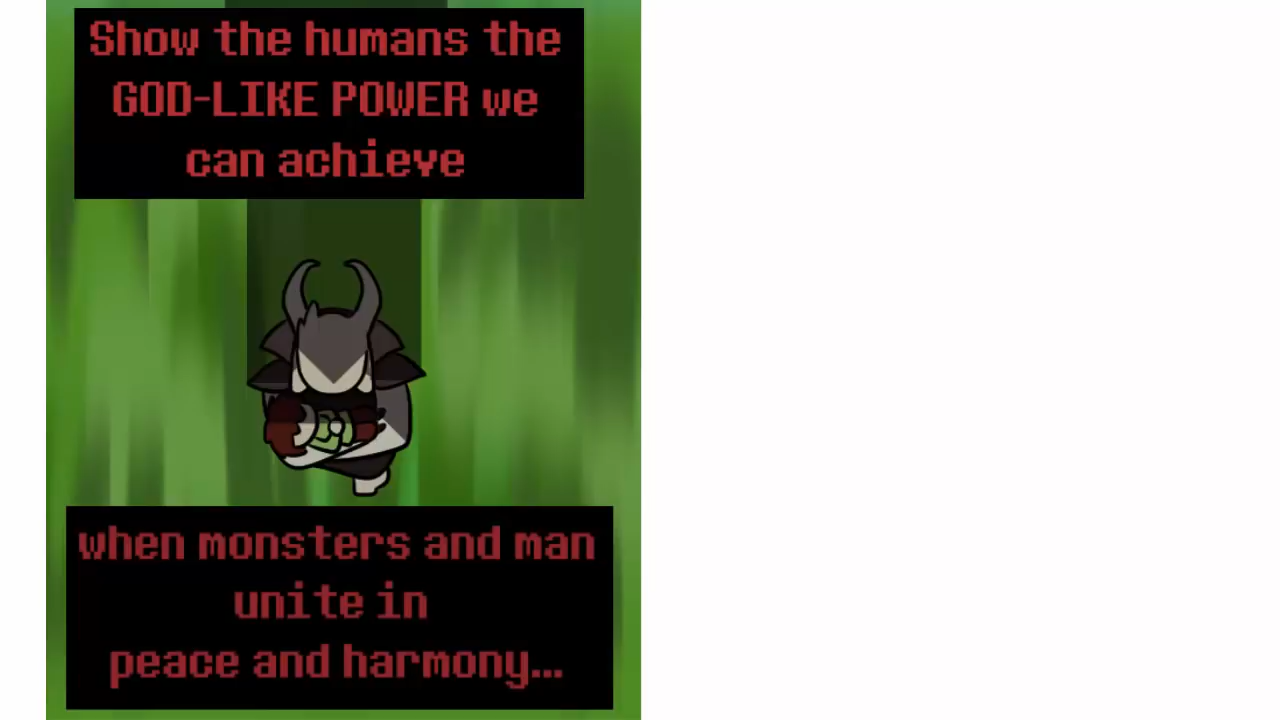 Show the humans the
GOD-LIKE POWER we
can achieve
when monsters and man
unite in
peace and harmony...